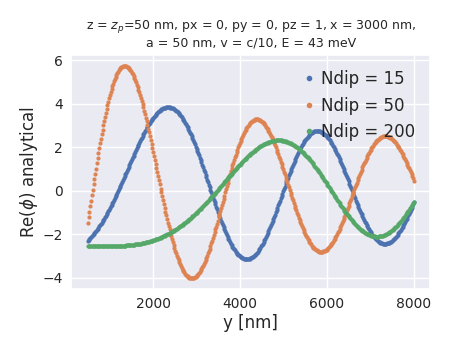 z = z_p=50 nm, px = 0, py = 0, pz = 1, x = 3000 nm,
a = 50 nm, v = c/10, E = 43 meV
6
4
2
0
−2
−4
Re(ϕ) analytical
Ndip = 15
Ndip = 50
Ndip = 200
2000 4000 6000 8000
y [nm]